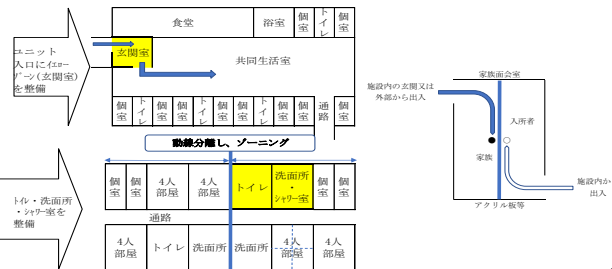 食堂
浴室
個室
トイレ
個室
ユニット
入口にｲｴﾛｰ
ｿﾞｰﾝ(玄関室)
を整備
玄関室
共同生活室
個室
トイレ
個室
個室
トイレ
個室
個室
トイレ
個室
個室
通路
個室
動線分離し、ゾーニング
ﾄｲﾚ・洗面所
・ｼｬﾜｰ室を
整備
個室
個室
4人
部屋
4人
部屋
トイレ
洗面所
・
ｼｬﾜｰ室
個室
個室
通路
4人
部屋
トイレ
洗面所
洗面所
4人
部屋
4人
部屋
家族面会室
施設内の玄関又は
外部から出入
入所者
家族
施設内か
出入
アクリル板等